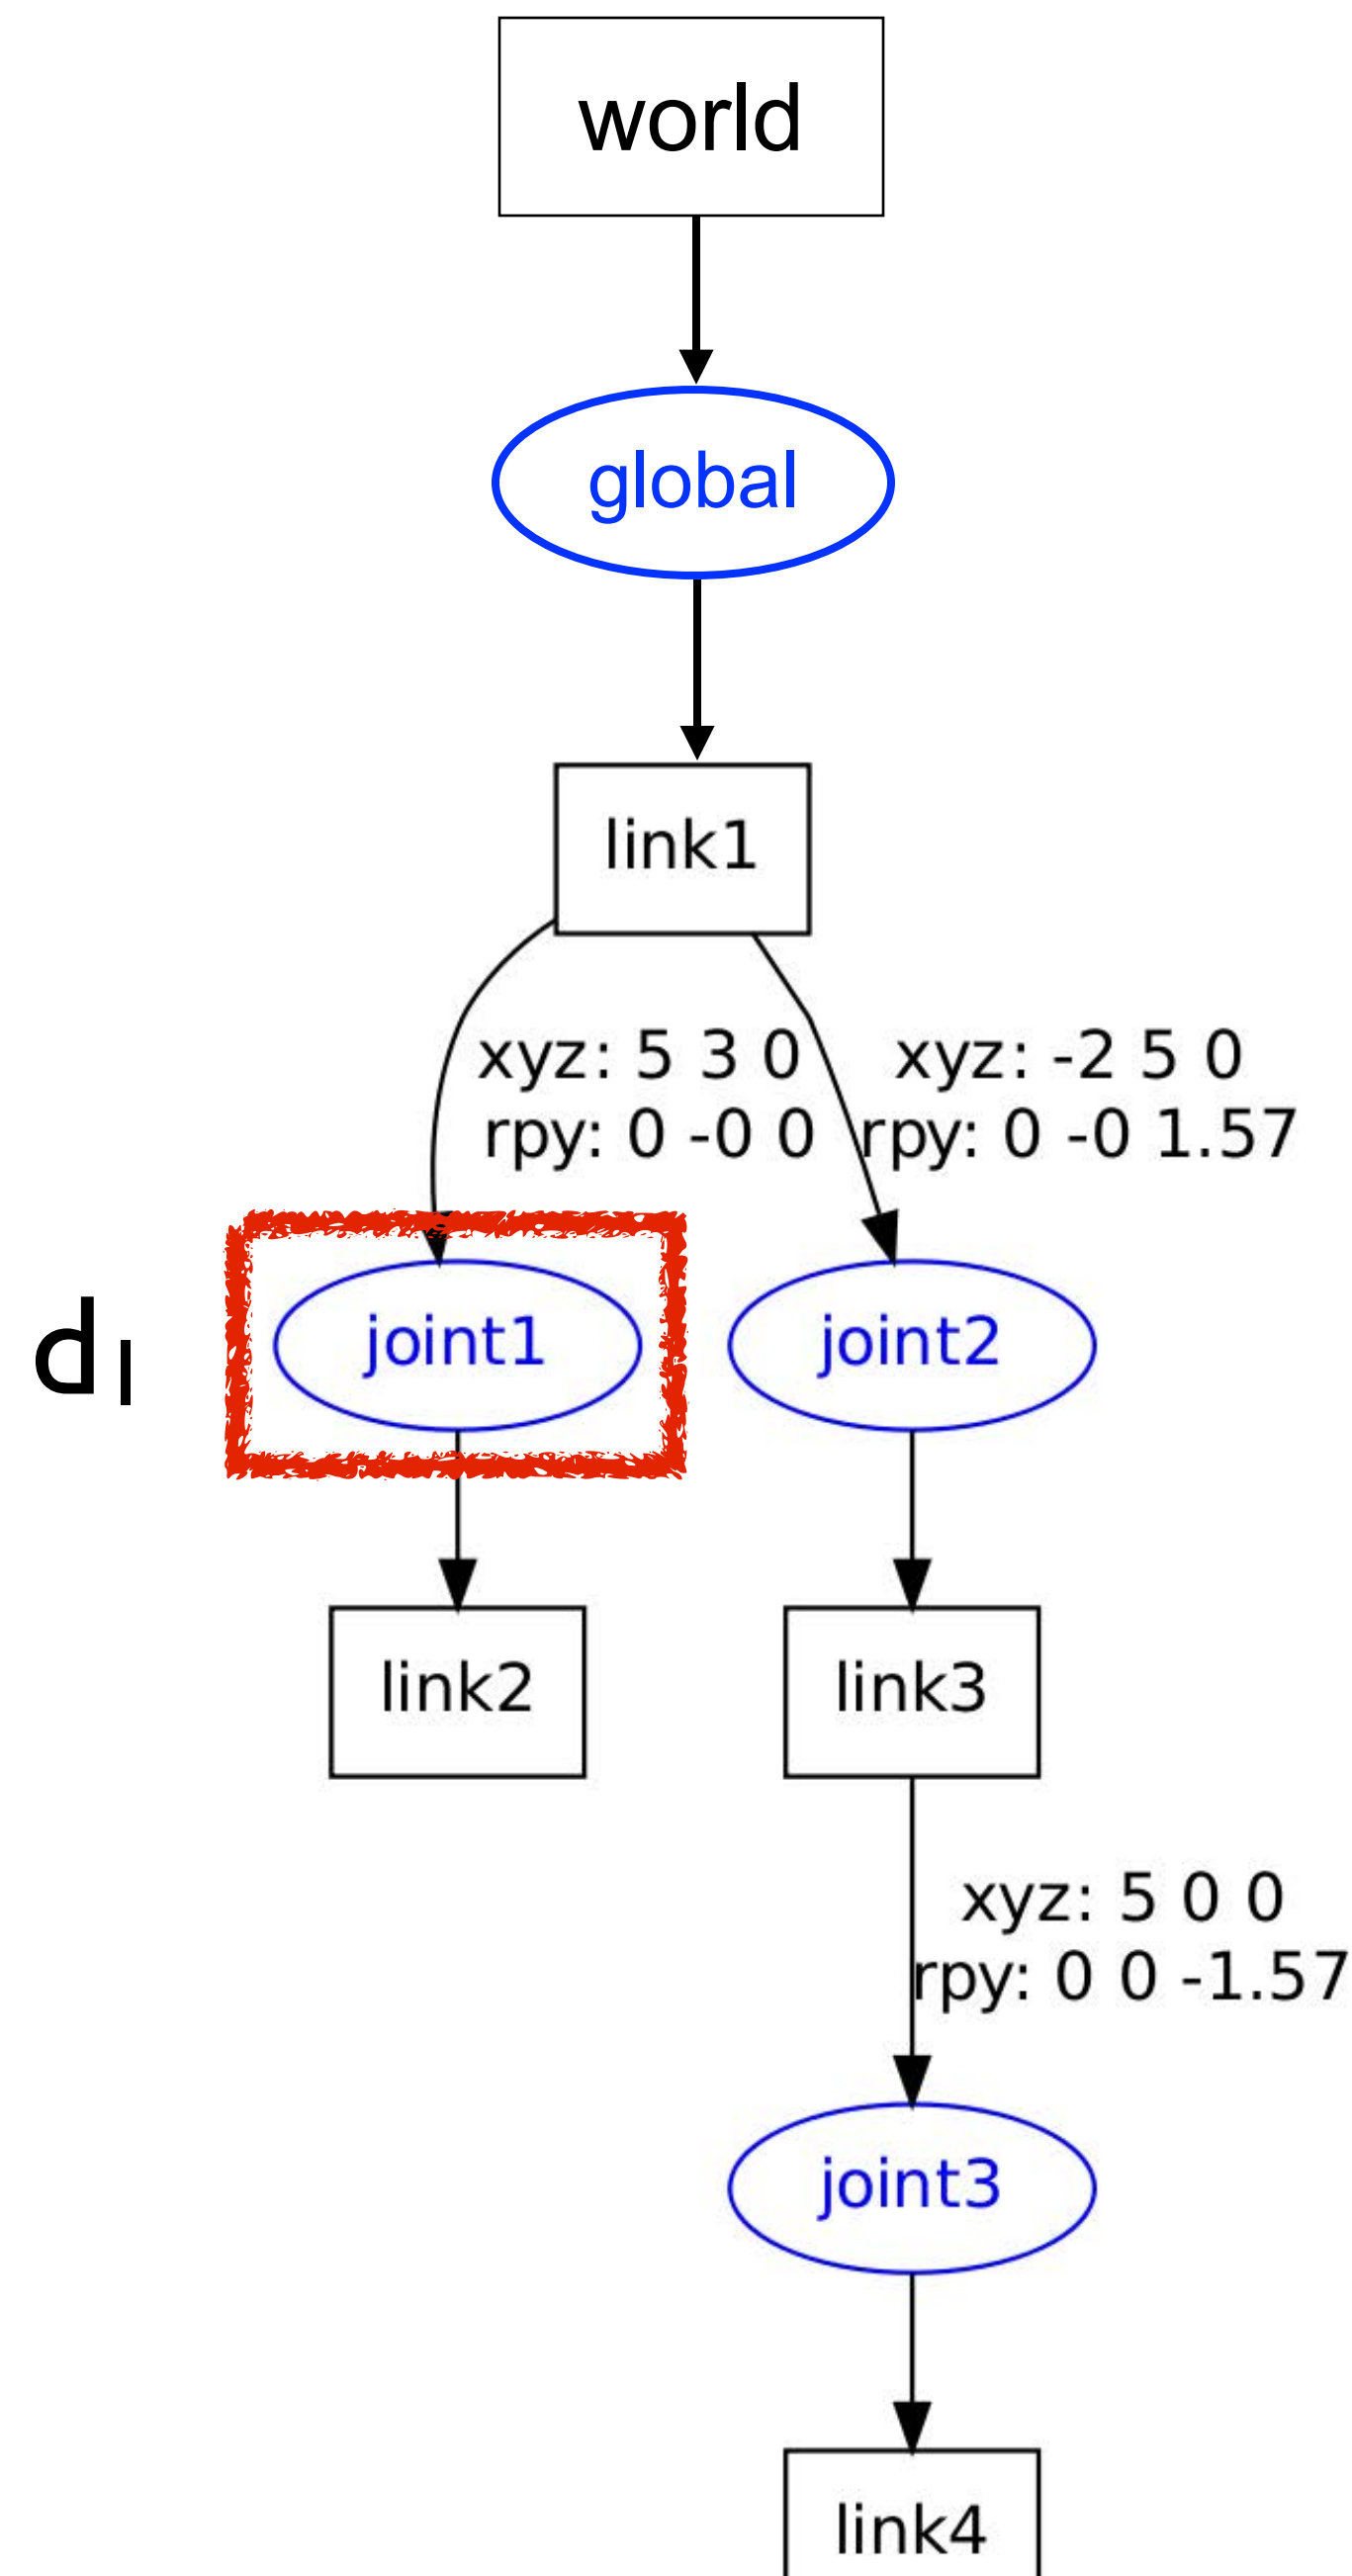 world
global
link1
xyz: 5 3 0
rpy: 0 -0 0
xyz: -2 5 0
rpy: 0 -0 1.57
d₁
joint1
joint2
link2
link3
xyz: 5 0 0
rpy: 0 0 -1.57
joint3
link4